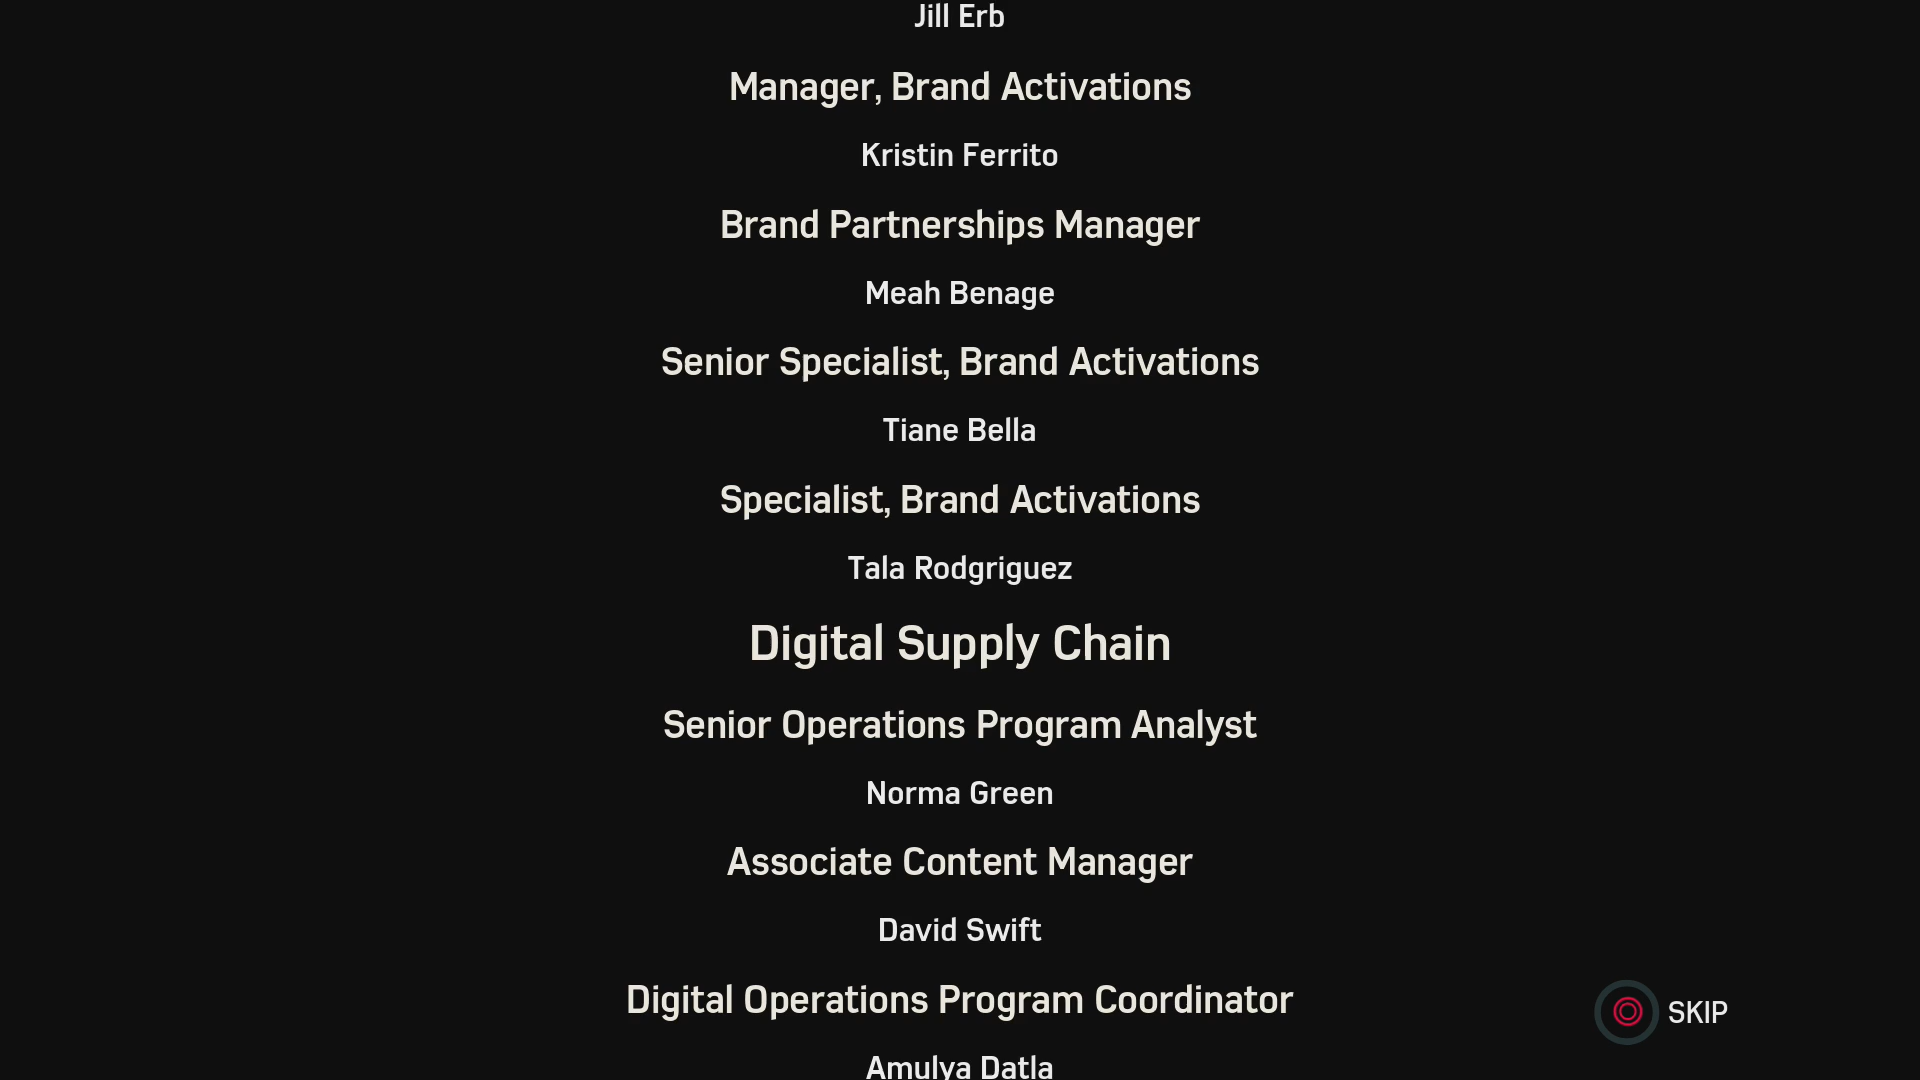 Jill Erb
Manager, Brand Activations
Kristin Ferrito
Brand Partnerships Manager
Meah Benage
Senior Specialist, Brand Activations
Tiane Bella
Specialist, Brand Activations
Tala Rodgriguez
Digital Supply Chain
Senior Operations Program Analyst
Norma Green
Associate Content Manager
David Swift
Digital Operations Program Coordinator
SKIP
Amulya Datla